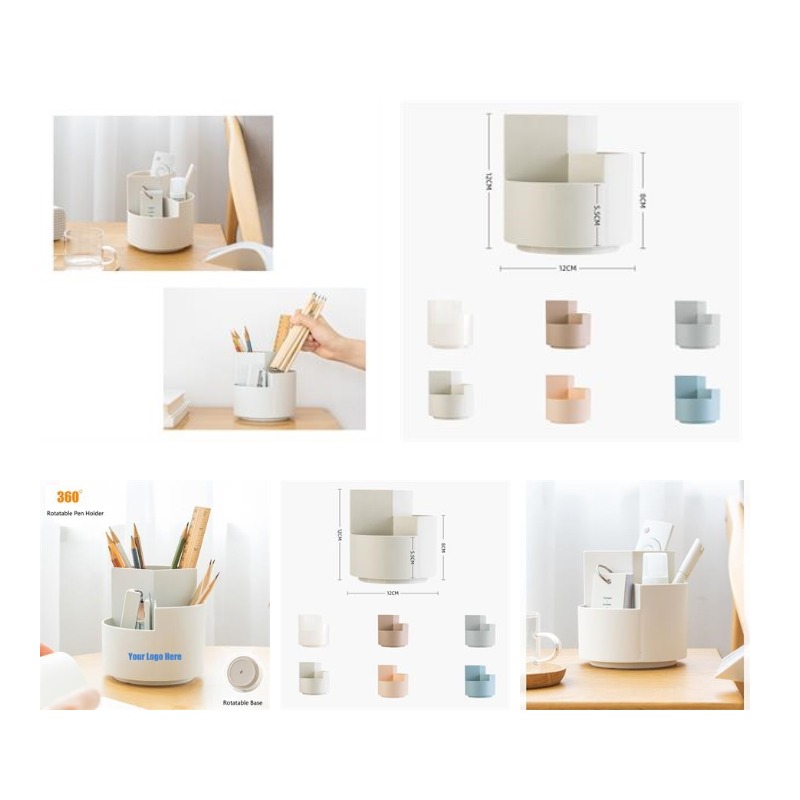 12CM
5.5CM
8CM
12CM
360°
Rotatable Pen Holder
Your Logo Here
Rotatable Base
12CM
5.5CM
8CM
12CM